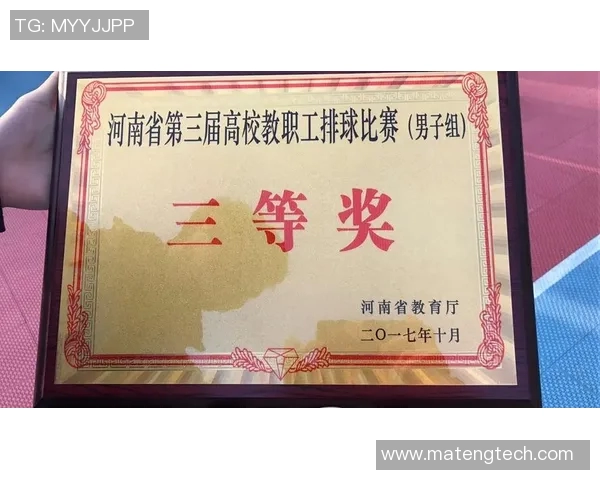 TG: MYYJJPP
河南省第三届高校教职工排球比赛(男子组)
三等奖
河南省教育厅
二〇一七年十月
www.matengtech.com